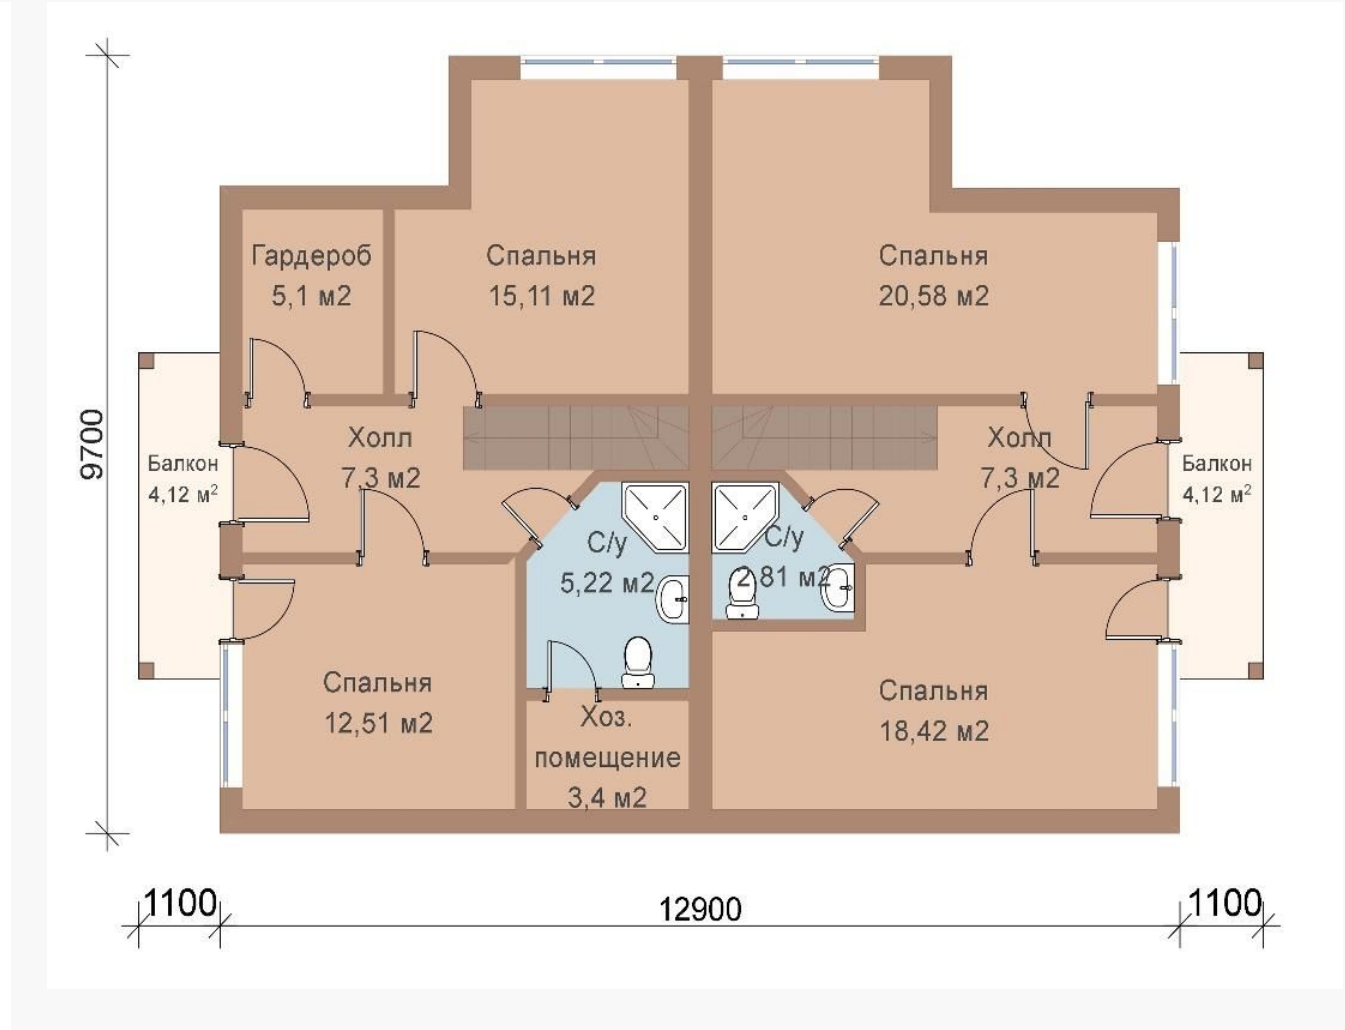 Гардероб
5,1 м2
Спальня
15,11 м2
Спальня
20,58 м2
9700
Балкон
4,12 м²
Холл
7,3 м2
Холл
7,3 м2
Балкон
4,12 м²
С/у
5,22 м2
С/у
2,81 м2
Спальня
12,51 м2
Хоз.
помещение
3,4 м2
Спальня
18,42 м2
1100
12900
1100